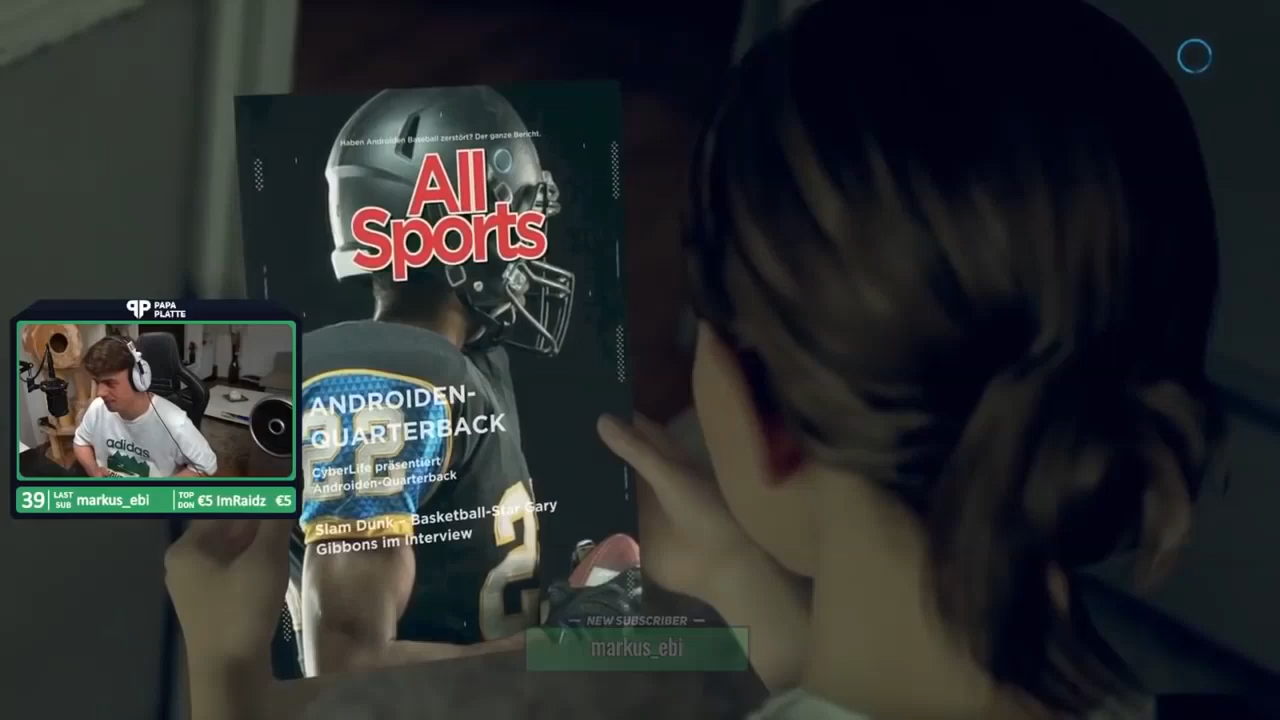 Haben Androiden Baseball zerstört? Der ganze Bericht.
All
Sports
ANDROIDEN-
QUARTERBACK
CyberLife präsentiert
Androiden-Quarterback
Slam Dunk – Basketball-Star Gary
Gibbons im Interview
22
2
PAPA
PLATTE
adidas
39 LAST SUB markus_ebi TOP DON €5 ImRaidz €5
NEW SUBSCRIBER
markus_ebi